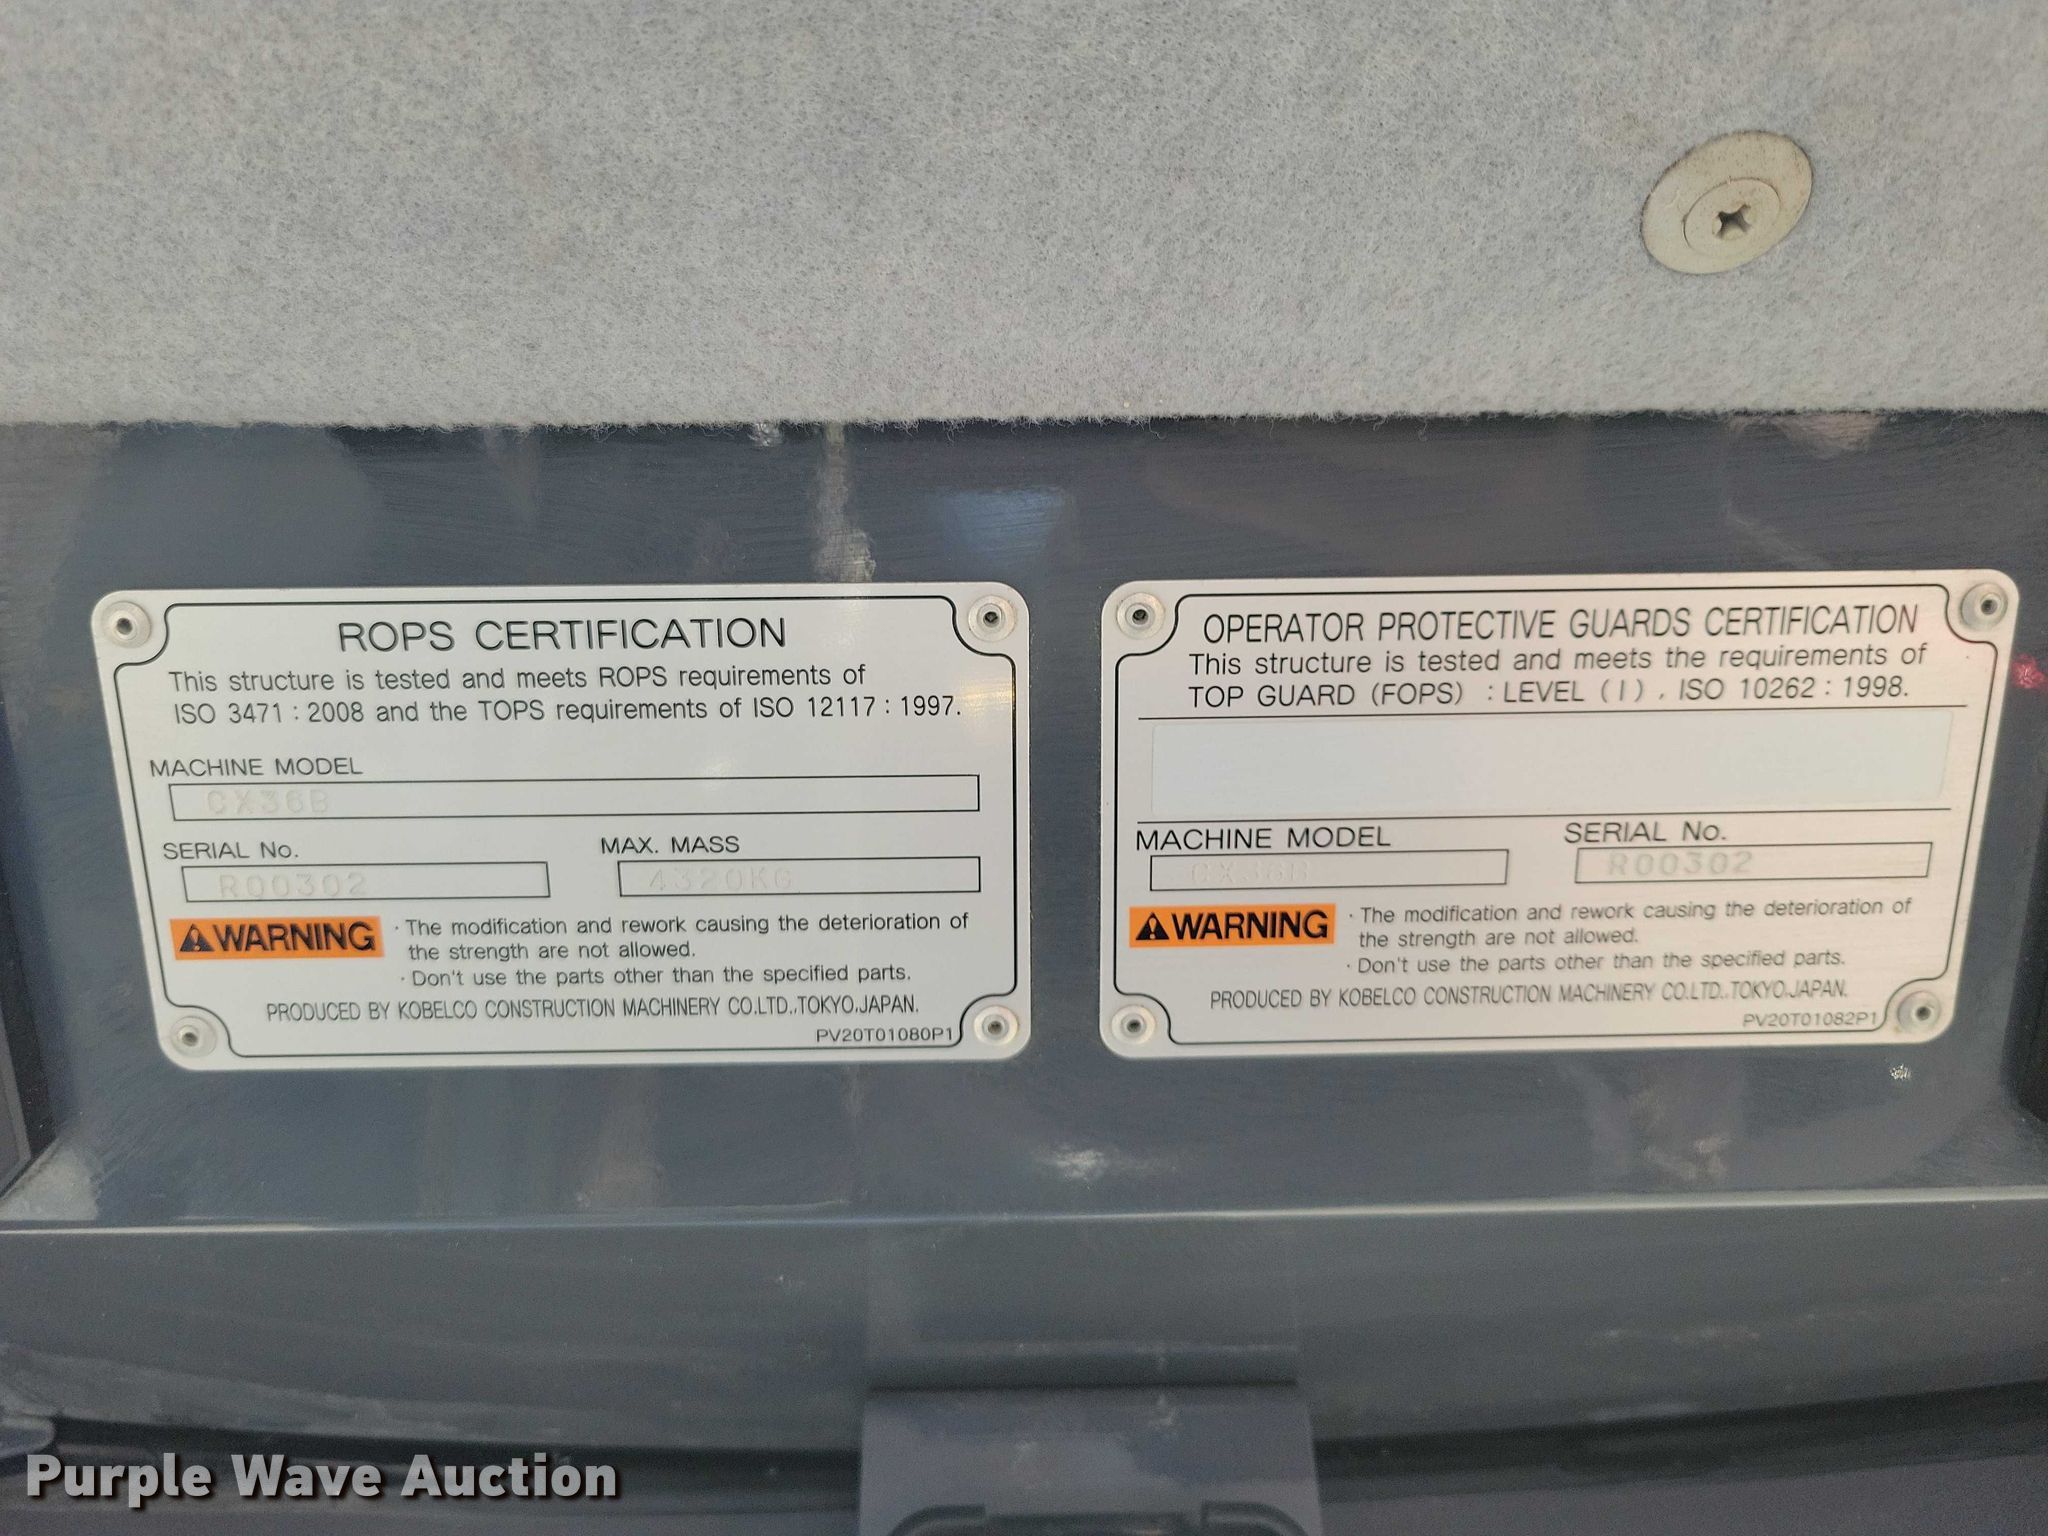 ROPS CERTIFICATION
This structure is tested and meets ROPS requirements of
ISO 3471 : 2008 and the TOPS requirements of ISO 12117 : 1997.
MACHINE MODEL
CX36B
SERIAL No.
MAX. MASS
R00302
4320KG
WARNING
· The modification and rework causing the deterioration of
the strength are not allowed.
· Don't use the parts other than the specified parts.
PRODUCED BY KOBELCO CONSTRUCTION MACHINERY CO.LTD.,TOKYO,JAPAN.
PV20T01080P1
OPERATOR PROTECTIVE GUARDS CERTIFICATION
This structure is tested and meets the requirements of
TOP GUARD (FOPS) : LEVEL (I) , ISO 10262 : 1998.
MACHINE MODEL
SERIAL No.
CX36B
R00302
WARNING
· The modification and rework causing the deterioration of
the strength are not allowed.
· Don't use the parts other than the specified parts.
PRODUCED BY KOBELCO CONSTRUCTION MACHINERY CO.LTD.,TOKYO,JAPAN.
PV20T01082P1
Purple Wave Auction